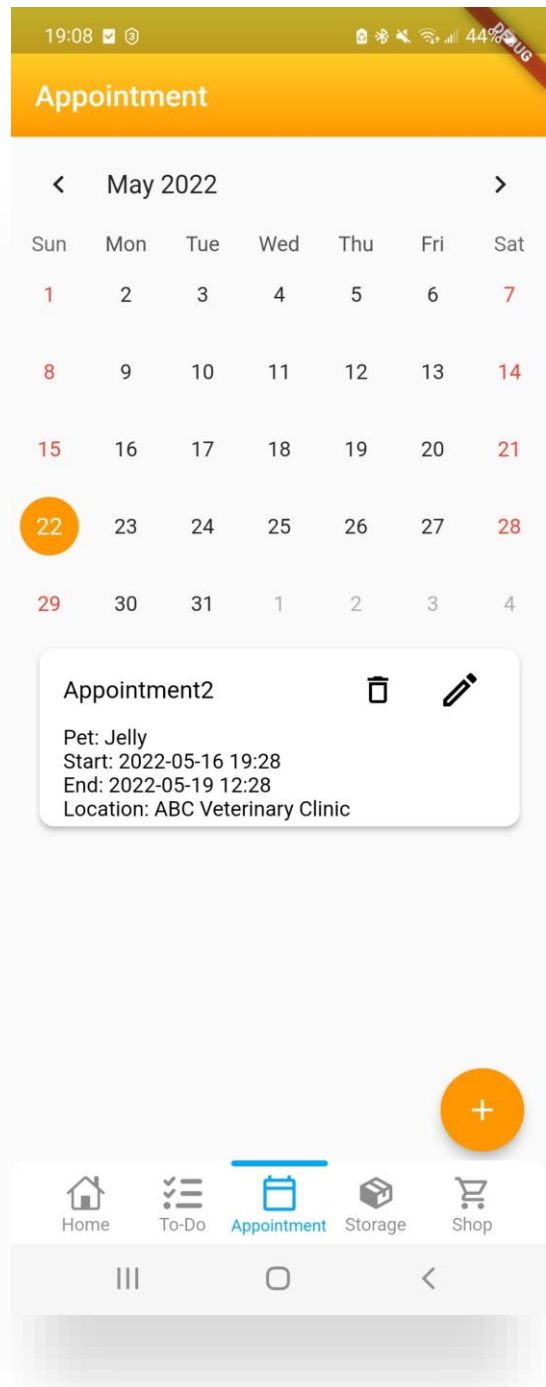 19:08 3 44% DEBUG
Appointment
May 2022
Sun Mon Tue Wed Thu Fri Sat
1 2 3 4 5 6 7
8 9 10 11 12 13 14
15 16 17 18 19 20 21
22 23 24 25 26 27 28
29 30 31 1 2 3 4
Appointment2
Pet: Jelly
Start: 2022-05-16 19:28
End: 2022-05-19 12:28
Location: ABC Veterinary Clinic
Home To-Do Appointment Storage Shop